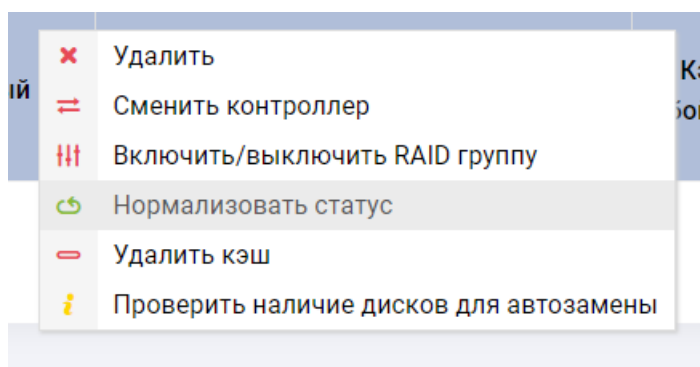 Удалить
Сменить контроллер
Включить/выключить RAID группу
Нормализовать статус
Удалить кэш
Проверить наличие дисков для автозамены